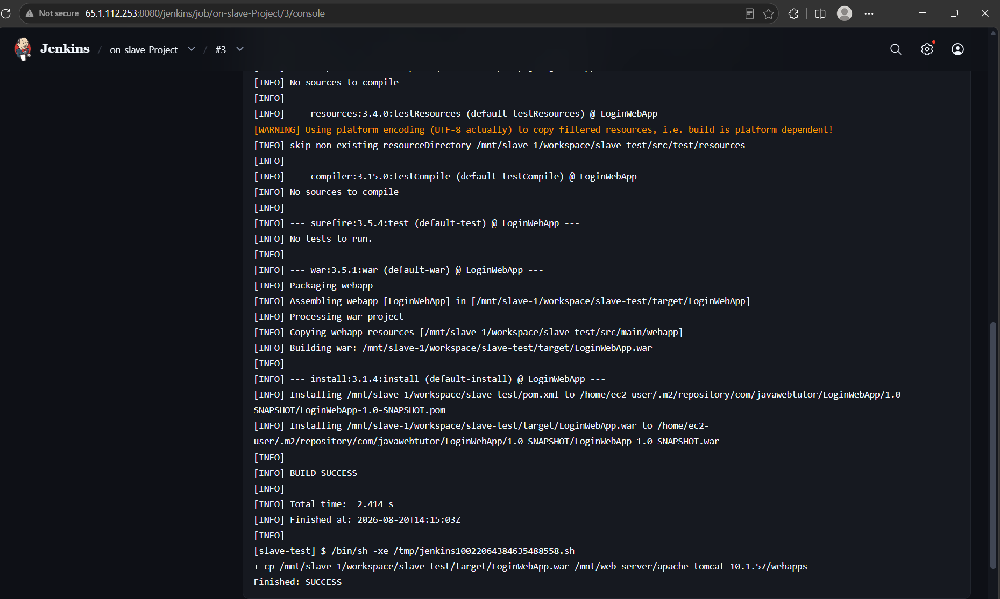 Not secure 65.1.112.253:8080/jenkins/job/on-slave-Project/3/console
Jenkins / on-slave-Project / #3
[INFO] No sources to compile
[INFO]
[INFO] --- resources:3.4.0:testResources (default-testResources) @ LoginWebApp ---
[WARNING] Using platform encoding (UTF-8 actually) to copy filtered resources, i.e. build is platform dependent!
[INFO] skip non existing resourceDirectory /mnt/slave-1/workspace/slave-test/src/test/resources
[INFO]
[INFO] --- compiler:3.15.0:testCompile (default-testCompile) @ LoginWebApp ---
[INFO] No sources to compile
[INFO]
[INFO] --- surefire:3.5.4:test (default-test) @ LoginWebApp ---
[INFO] No tests to run.
[INFO]
[INFO] --- war:3.5.1:war (default-war) @ LoginWebApp ---
[INFO] Packaging webapp
[INFO] Assembling webapp [LoginWebApp] in [/mnt/slave-1/workspace/slave-test/target/LoginWebApp]
[INFO] Processing war project
[INFO] Copying webapp resources [/mnt/slave-1/workspace/slave-test/src/main/webapp]
[INFO] Building war: /mnt/slave-1/workspace/slave-test/target/LoginWebApp.war
[INFO]
[INFO] --- install:3.1.4:install (default-install) @ LoginWebApp ---
[INFO] Installing /mnt/slave-1/workspace/slave-test/pom.xml to /home/ec2-user/.m2/repository/com/javawebtutor/LoginWebApp/1.0-
SNAPSHOT/LoginWebApp-1.0-SNAPSHOT.pom
[INFO] Installing /mnt/slave-1/workspace/slave-test/target/LoginWebApp.war to /home/ec2-
user/.m2/repository/com/javawebtutor/LoginWebApp/1.0-SNAPSHOT/LoginWebApp-1.0-SNAPSHOT.war
[INFO] ------------------------------------------------------------------------
[INFO] BUILD SUCCESS
[INFO] ------------------------------------------------------------------------
[INFO] Total time:  2.414 s
[INFO] Finished at: 2026-08-20T14:15:03Z
[INFO] ------------------------------------------------------------------------
[slave-test] $ /bin/sh -xe /tmp/jenkins10022064384635488558.sh
+ cp /mnt/slave-1/workspace/slave-test/target/LoginWebApp.war /mnt/web-server/apache-tomcat-10.1.57/webapps
Finished: SUCCESS